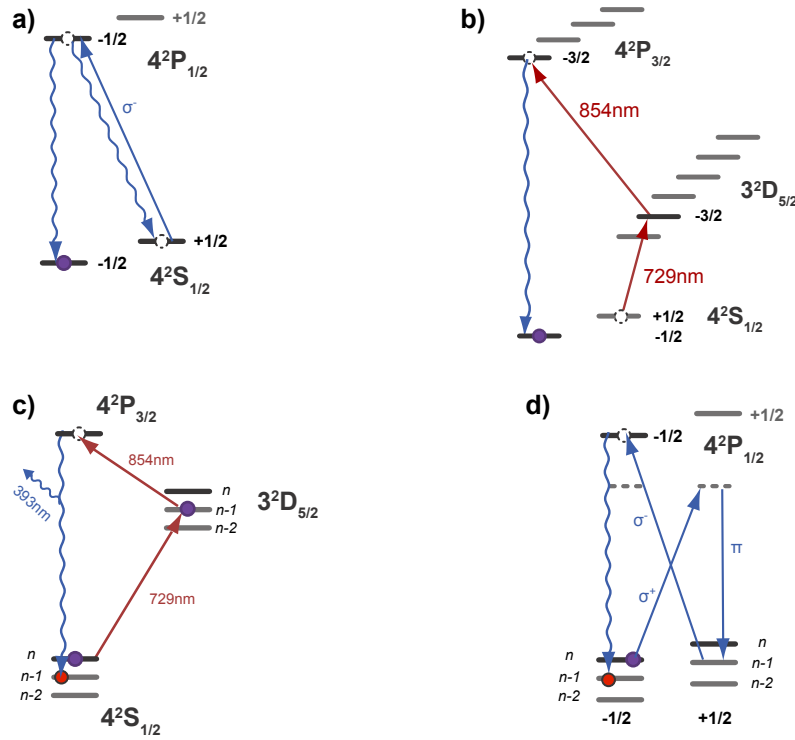 a)
+1/2
-1/2
4²P₁/₂
σ⁻
+1/2
-1/2
4²S₁/₂
b)
4²P₃/₂
-3/2
854nm
3²D₅/₂
-3/2
729nm
4²S₁/₂
+1/2
-1/2
c)
4²P₃/₂
854nm
393nm
n
n-1
n-2
3²D₅/₂
729nm
n
n-1
n-2
4²S₁/₂
d)
+1/2
-1/2
4²P₁/₂
σ⁻
σ⁺
π
n
n-1
n-2
n
n-1
n-2
-1/2
+1/2